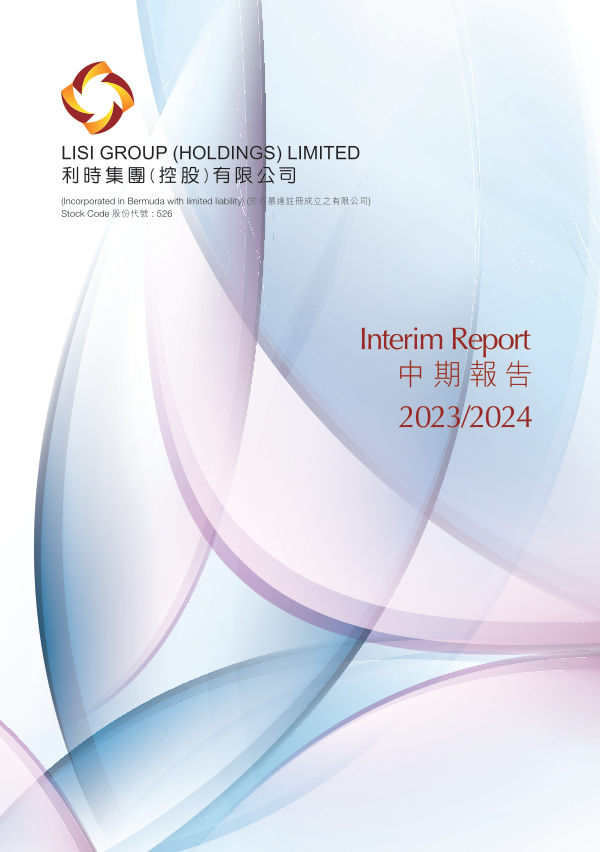 LISI GROUP (HOLDINGS) LIMITED
利時集團(控股)有限公司
(Incorporated in Bermuda with limited liability) (於百慕達註冊成立之有限公司)
Stock Code 股份代號 : 526
Interim Report
中期報告
2023/2024